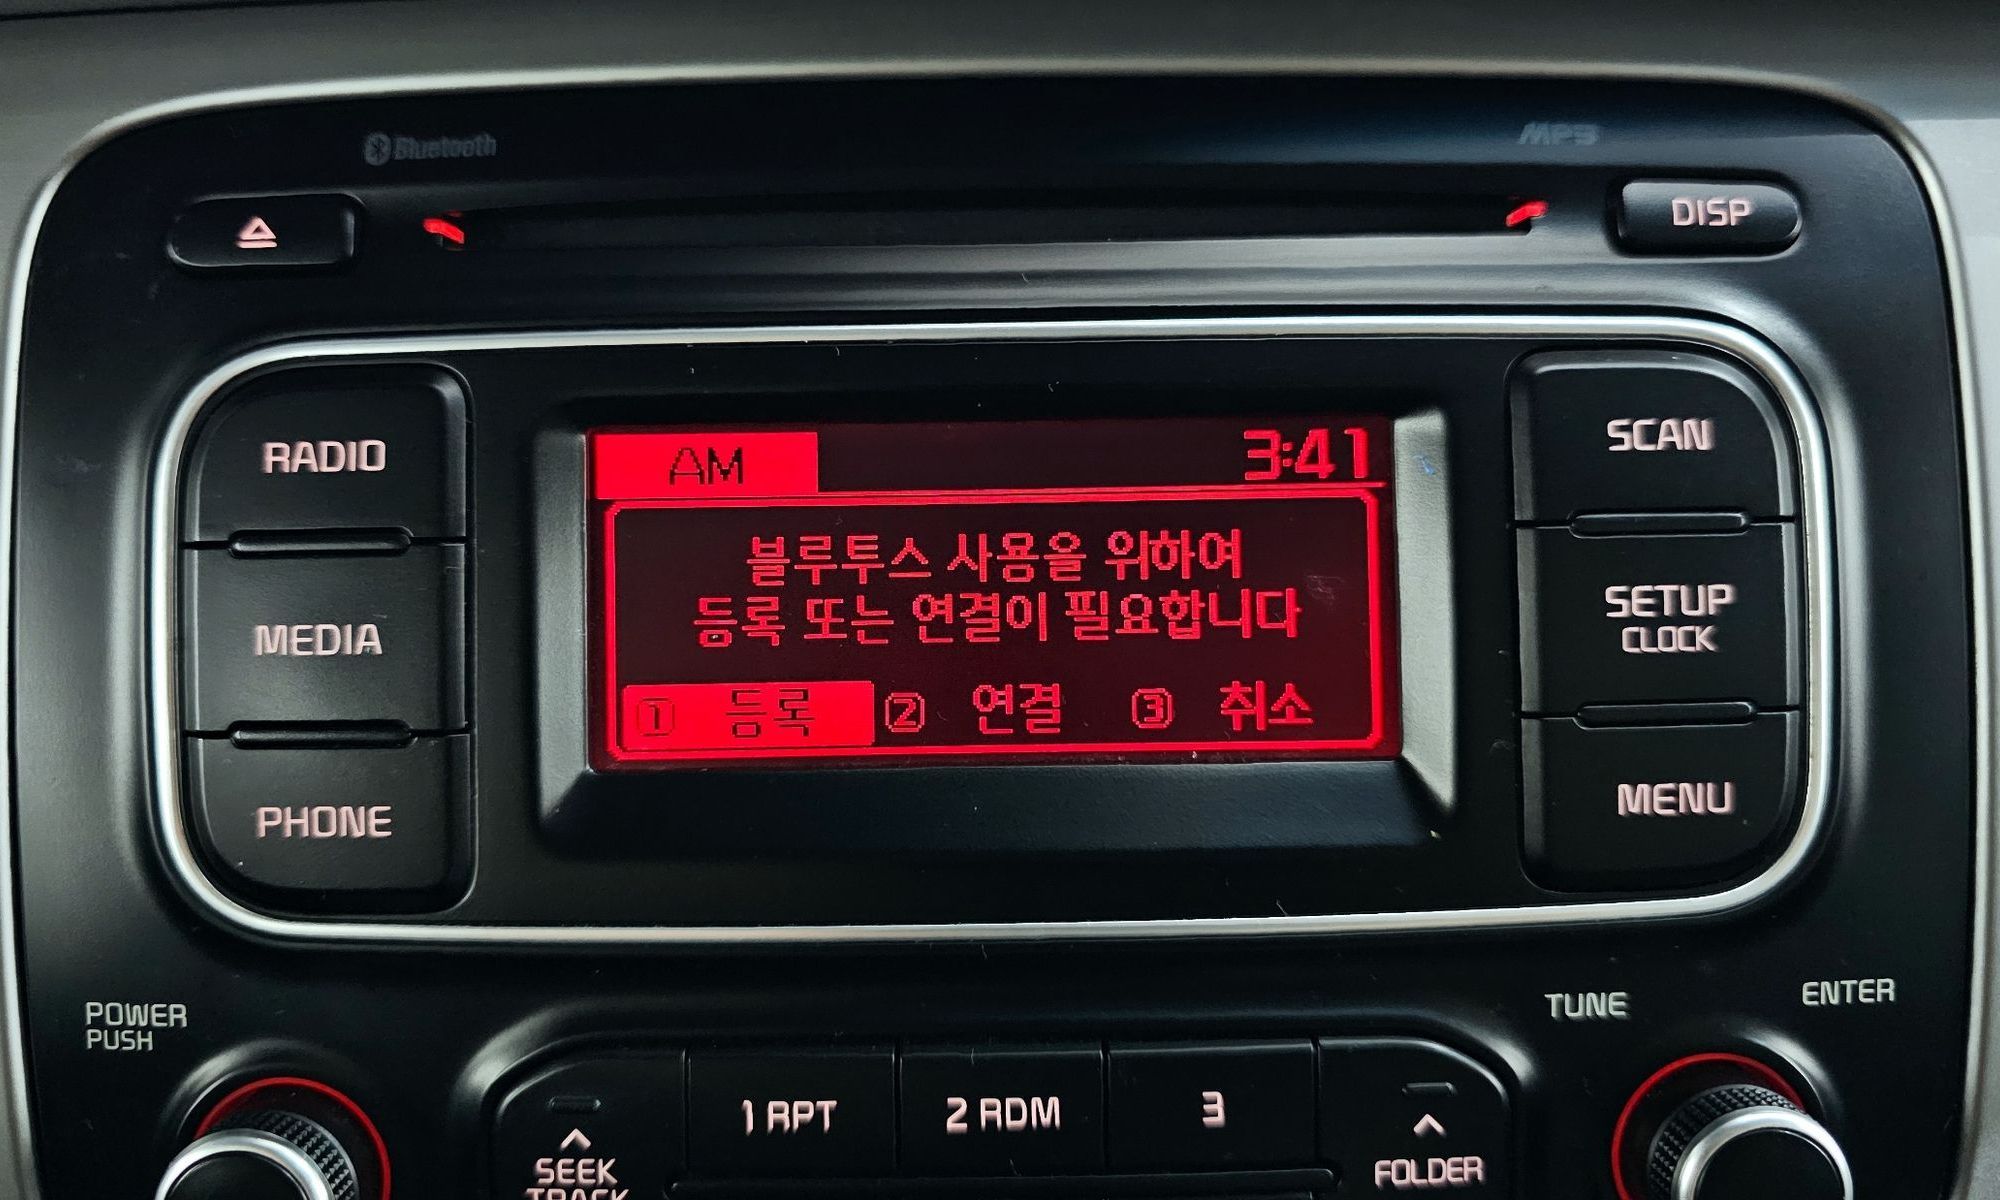 Bluetooth
MP3
DISP
RADIO
AM 3:41
SCAN
블루투스 사용을 위하여
등록 또는 연결이 필요합니다
MEDIA
SETUP
CLOCK
① 등록 ② 연결 ③ 취소
PHONE
MENU
POWER
PUSH
TUNE
ENTER
1 RPT
2 RDM
3
SEEK
TRACK
FOLDER